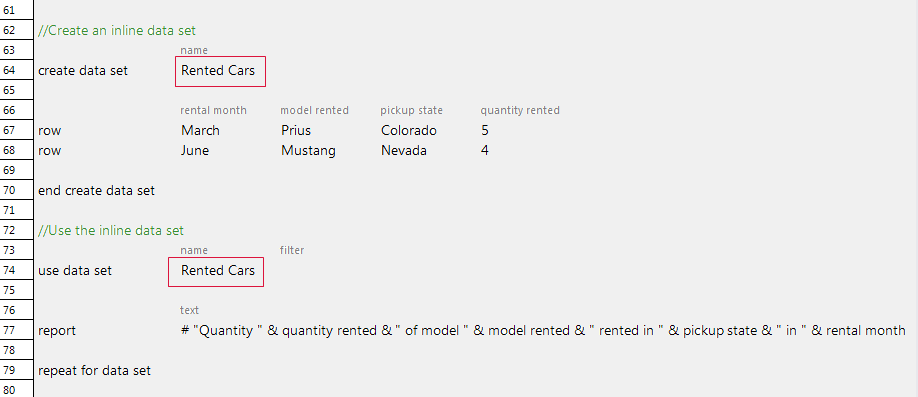 61
62 //Create an inline data set
63 name
64 create data set Rented Cars
65
66 rental month model rented pickup state quantity rented
67 row March Prius Colorado 5
68 row June Mustang Nevada 4
69
70 end create data set
71
72 //Use the inline data set
73 name filter
74 use data set Rented Cars
75
76 text
77 report # "Quantity " & quantity rented & " of model " & model rented & " rented in " & pickup state & " in " & rental month
78
79 repeat for data set
80